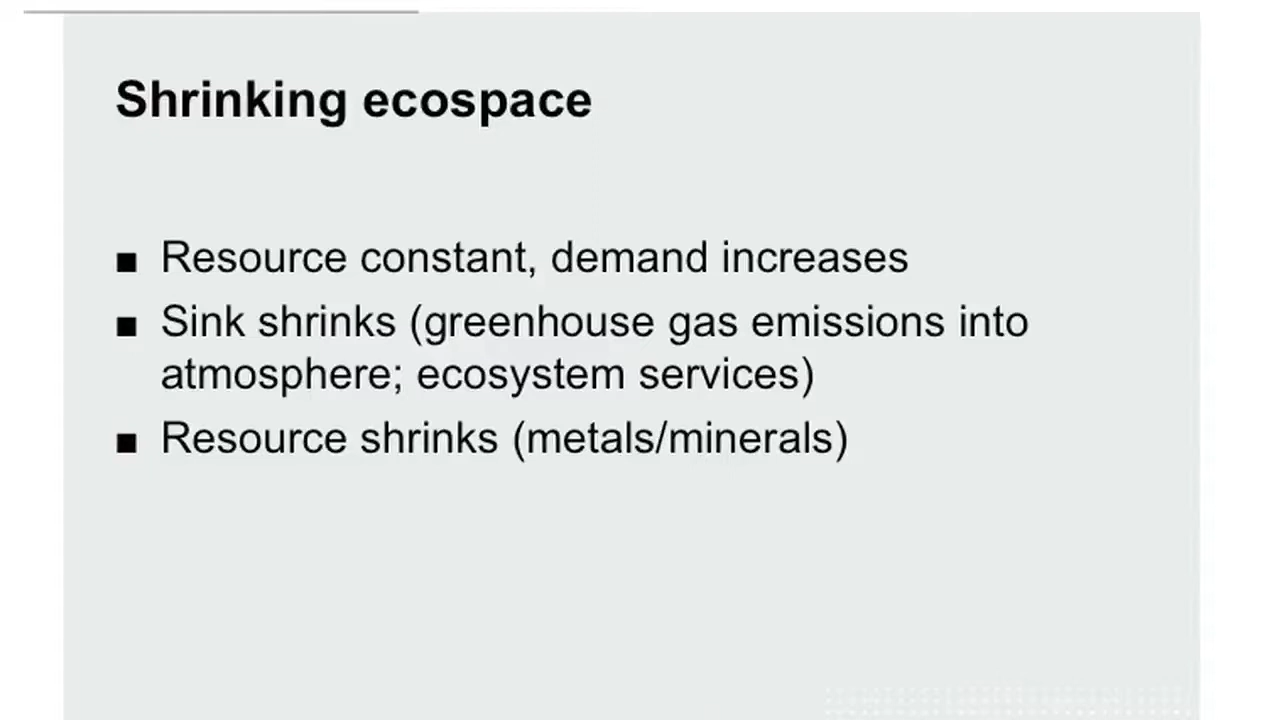 Shrinking ecospace
■ Resource constant, demand increases
■ Sink shrinks (greenhouse gas emissions into
atmosphere; ecosystem services)
■ Resource shrinks (metals/minerals)